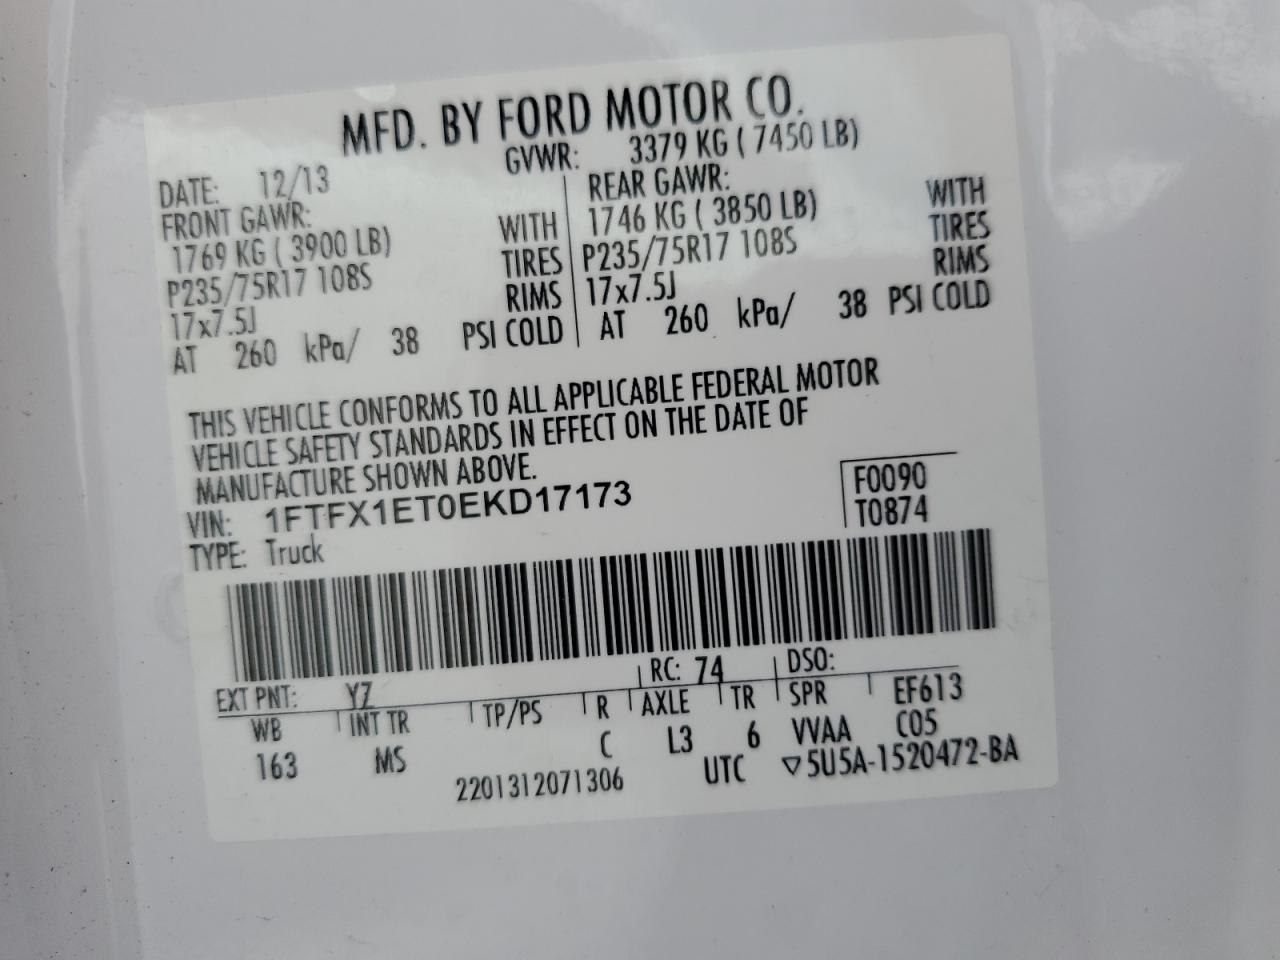 MFD. BY FORD MOTOR CO.
DATE: 12/13 GVWR: 3379 KG ( 7450 LB)
FRONT GAWR: REAR GAWR:
1769 KG ( 3900 LB) WITH 1746 KG ( 3850 LB) WITH
P235/75R17 108S TIRES P235/75R17 108S TIRES
17x7.5J RIMS 17x7.5J RIMS
AT 260 kPa/ 38 PSI COLD AT 260 kPa/ 38 PSI COLD
THIS VEHICLE CONFORMS TO ALL APPLICABLE FEDERAL MOTOR
VEHICLE SAFETY STANDARDS IN EFFECT ON THE DATE OF
MANUFACTURE SHOWN ABOVE.
VIN: 1FTFX1ET0EKD17173 F0090
TYPE: Truck T0874
EXT PNT: YZ RC: 74 DSO:
WB INT TR TP/PS R AXLE TR SPR EF613
163 MS C L3 6 VVAA C05
2201312071306 UTC ▽5U5A-1520472-BA